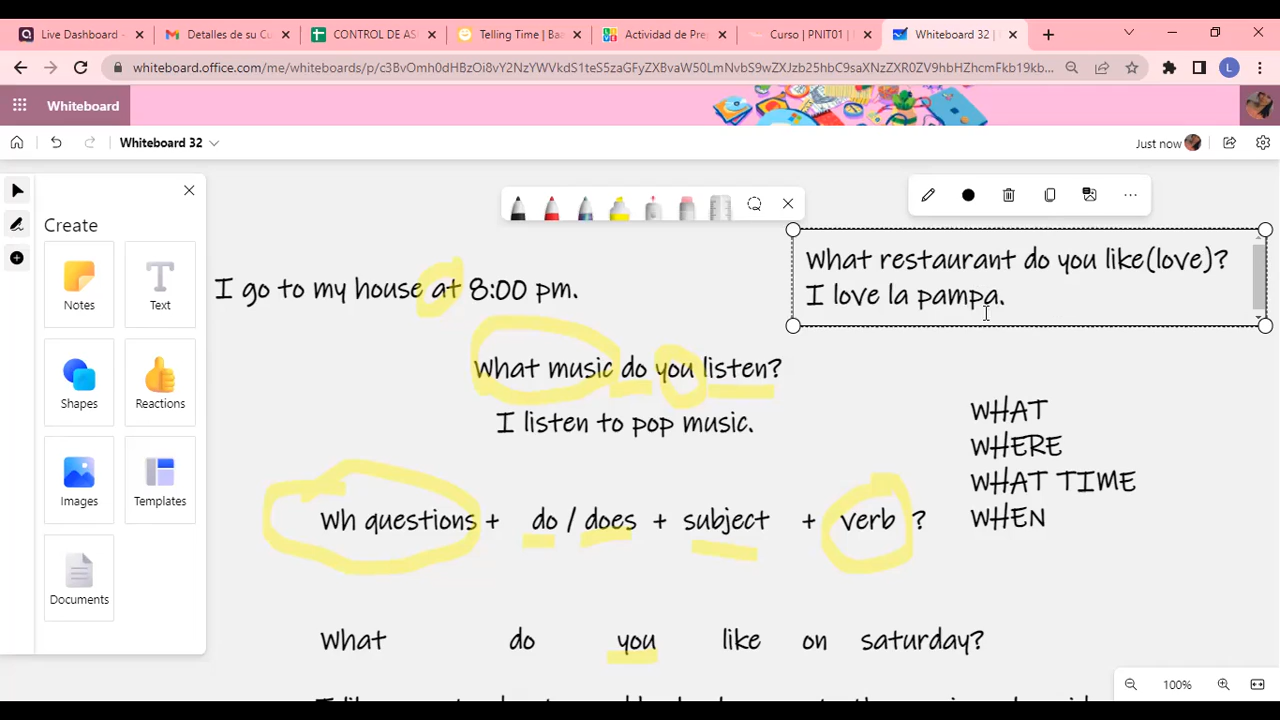 Live Dashboard -
Detalles de su Cu
CONTROL DE AS
Telling Time | Baa
Actividad de Pre
Curso | PNIT01 |
Whiteboard 32 |
whiteboard.office.com/me/whiteboards/p/
Whiteboard
Whiteboard 32
Just now
Create
Notes
Text
Shapes
Reactions
Images
Templates
Documents
What restaurant do you like(love)?
I love la pampa.
I go to my house at 8:00 pm.
What music do you listen?
I listen to pop music.
WHAT
WHERE
WHAT TIME
WHEN
Wh questions + do / does + subject + verb ?
What do you like on saturday?
100%